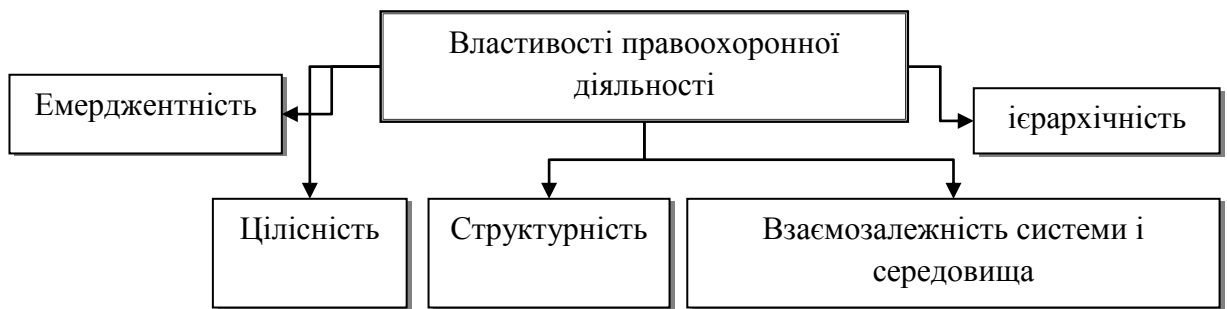 Властивості правоохоронної
діяльності
Емерджентність
ієрархічність
Цілісність
Структурність
Взаємозалежність системи і
середовища